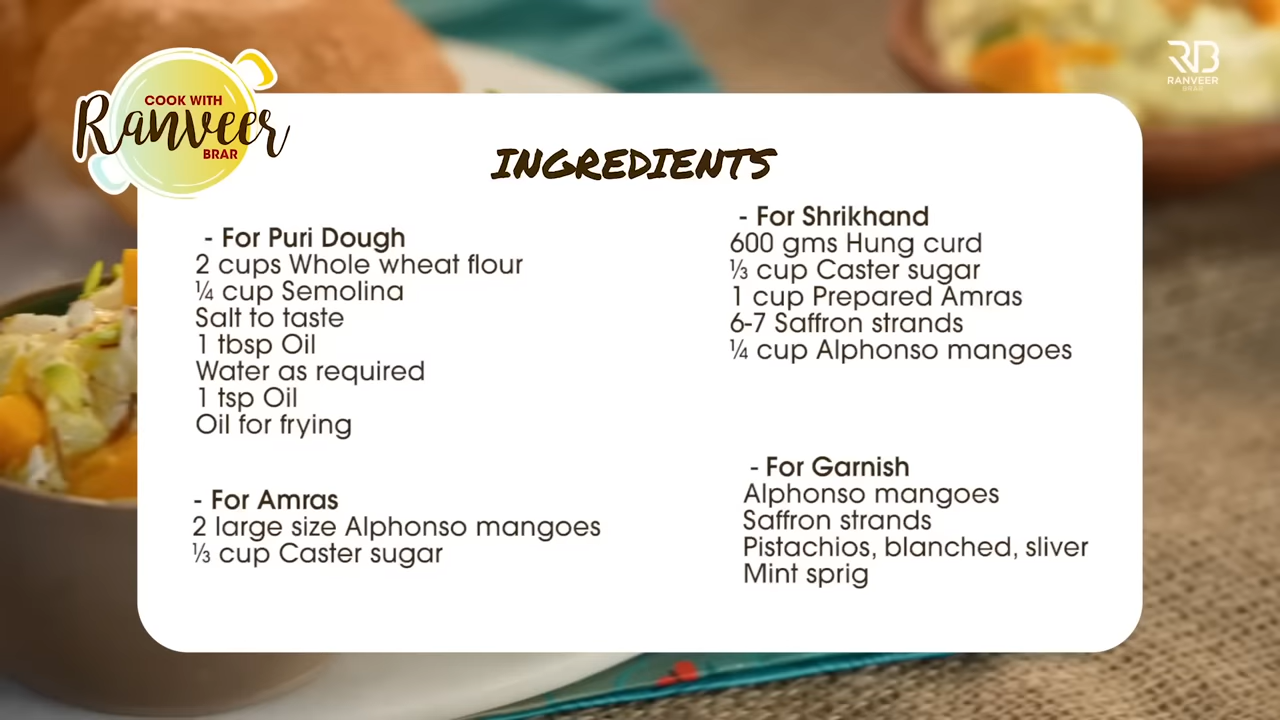 COOK WITH
Ranveer
BRAR
RB
RANVEER
BRAR
INGREDIENTS
- For Puri Dough
2 cups Whole wheat flour
¼ cup Semolina
Salt to taste
1 tbsp Oil
Water as required
1 tsp Oil
Oil for frying
- For Amras
2 large size Alphonso mangoes
⅓ cup Caster sugar
- For Shrikhand
600 gms Hung curd
⅓ cup Caster sugar
1 cup Prepared Amras
6-7 Saffron strands
¼ cup Alphonso mangoes
- For Garnish
Alphonso mangoes
Saffron strands
Pistachios, blanched, sliver
Mint sprig